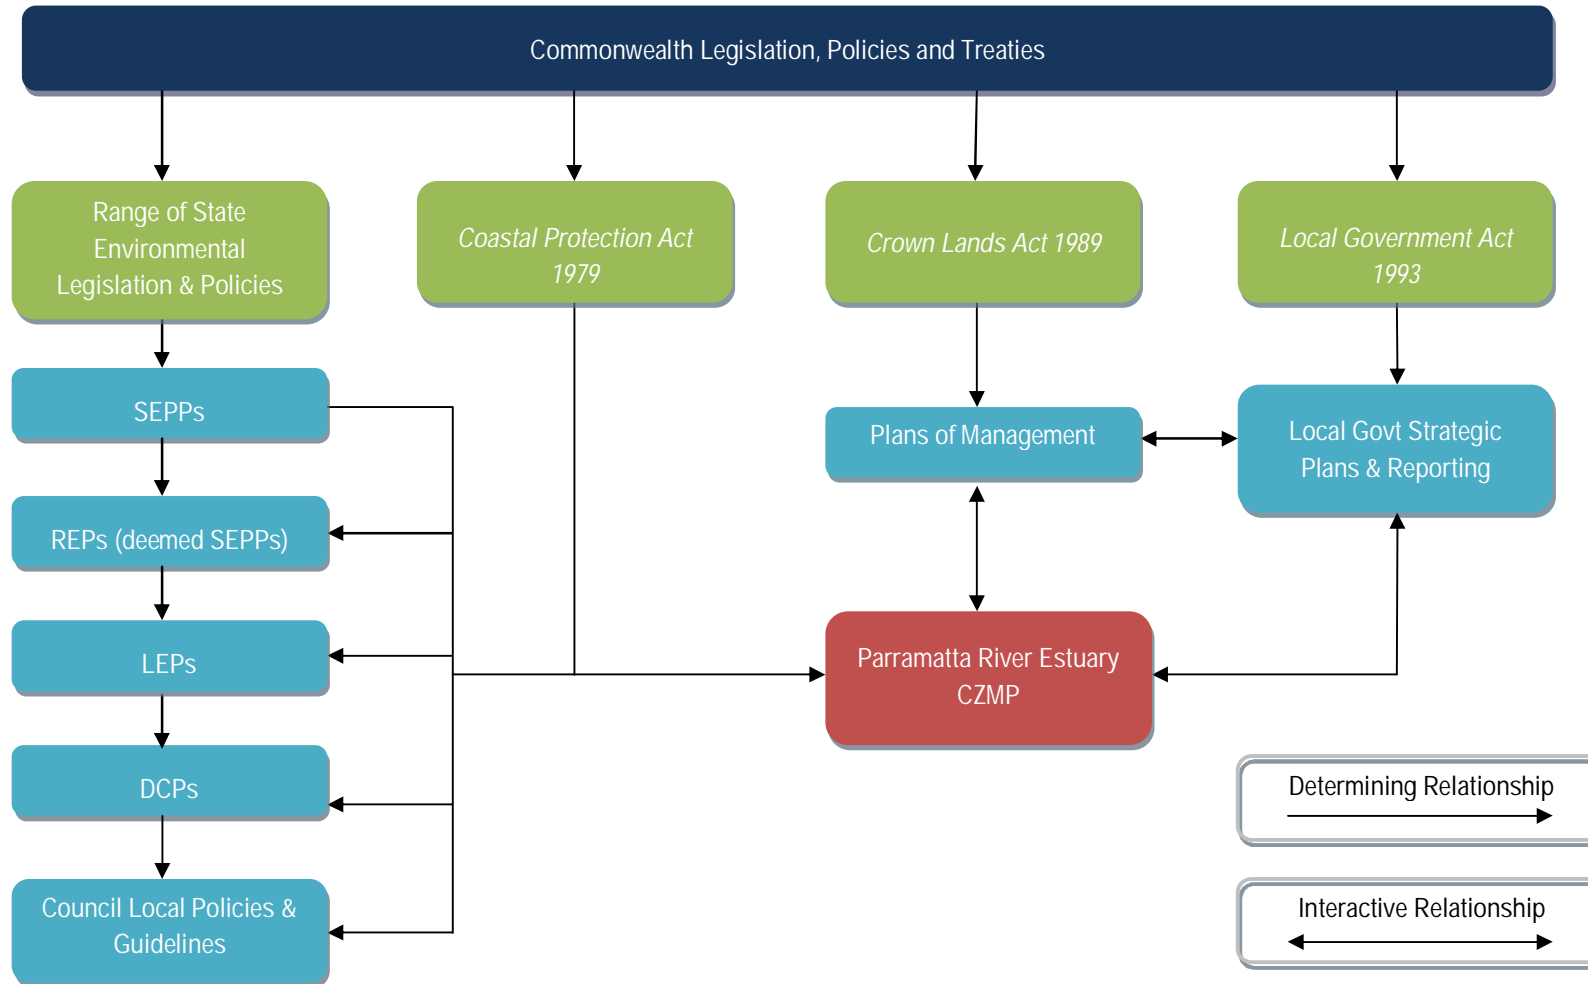 Commonwealth Legislation, Policies and Treaties
Range of State
Environmental
Legislation & Policies
Coastal Protection Act
1979
Crown Lands Act 1989
Local Government Act
1993
SEPPs
Plans of Management
Local Govt Strategic
Plans & Reporting
REPs (deemed SEPPs)
LEPs
Parramatta River Estuary
CZMP
DCPs
Determining Relationship
Council Local Policies &
Guidelines
Interactive Relationship